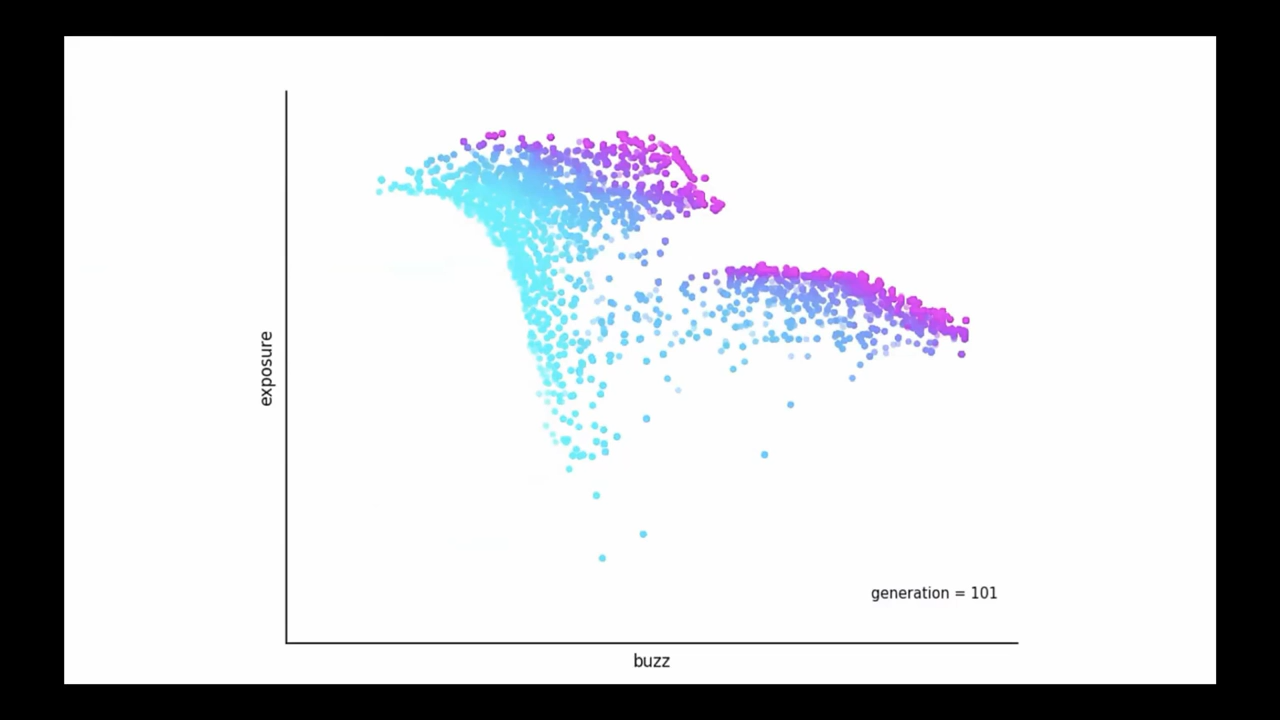 exposure
generation = 101
buzz